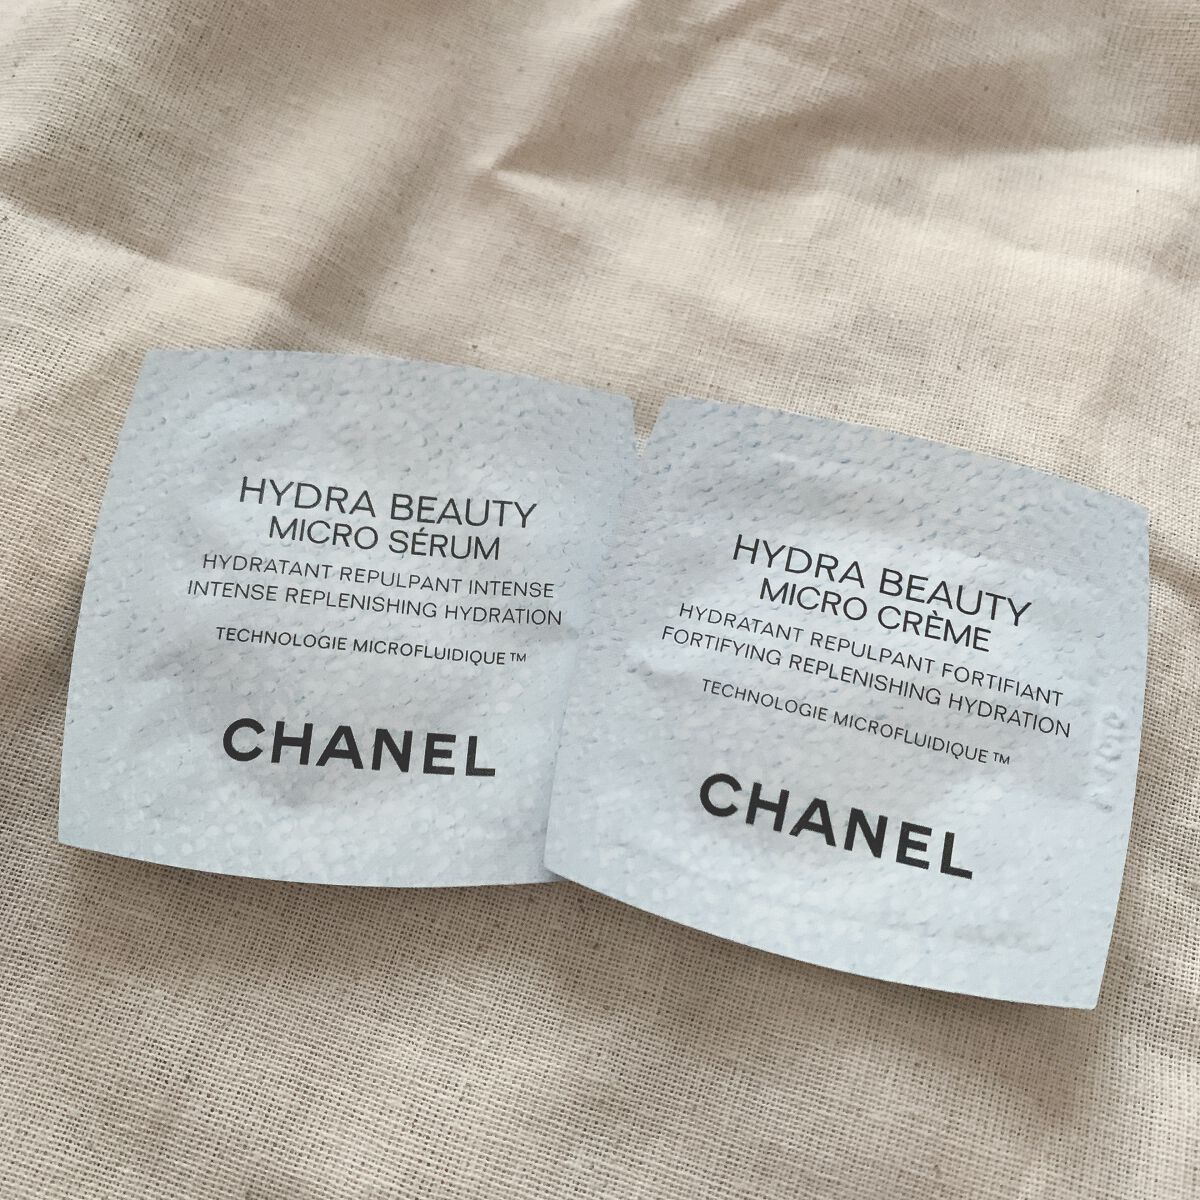 HYDRA BEAUTY
MICRO SÉRUM
HYDRATANT REPULPANT INTENSE
INTENSE REPLENISHING HYDRATION
TECHNOLOGIE MICROFLUIDIQUE™
CHANEL
HYDRA BEAUTY
MICRO CRÈME
HYDRATANT REPULPANT FORTIFIANT
FORTIFYING REPLENISHING HYDRATION
TECHNOLOGIE MICROFLUIDIQUE™
CHANEL